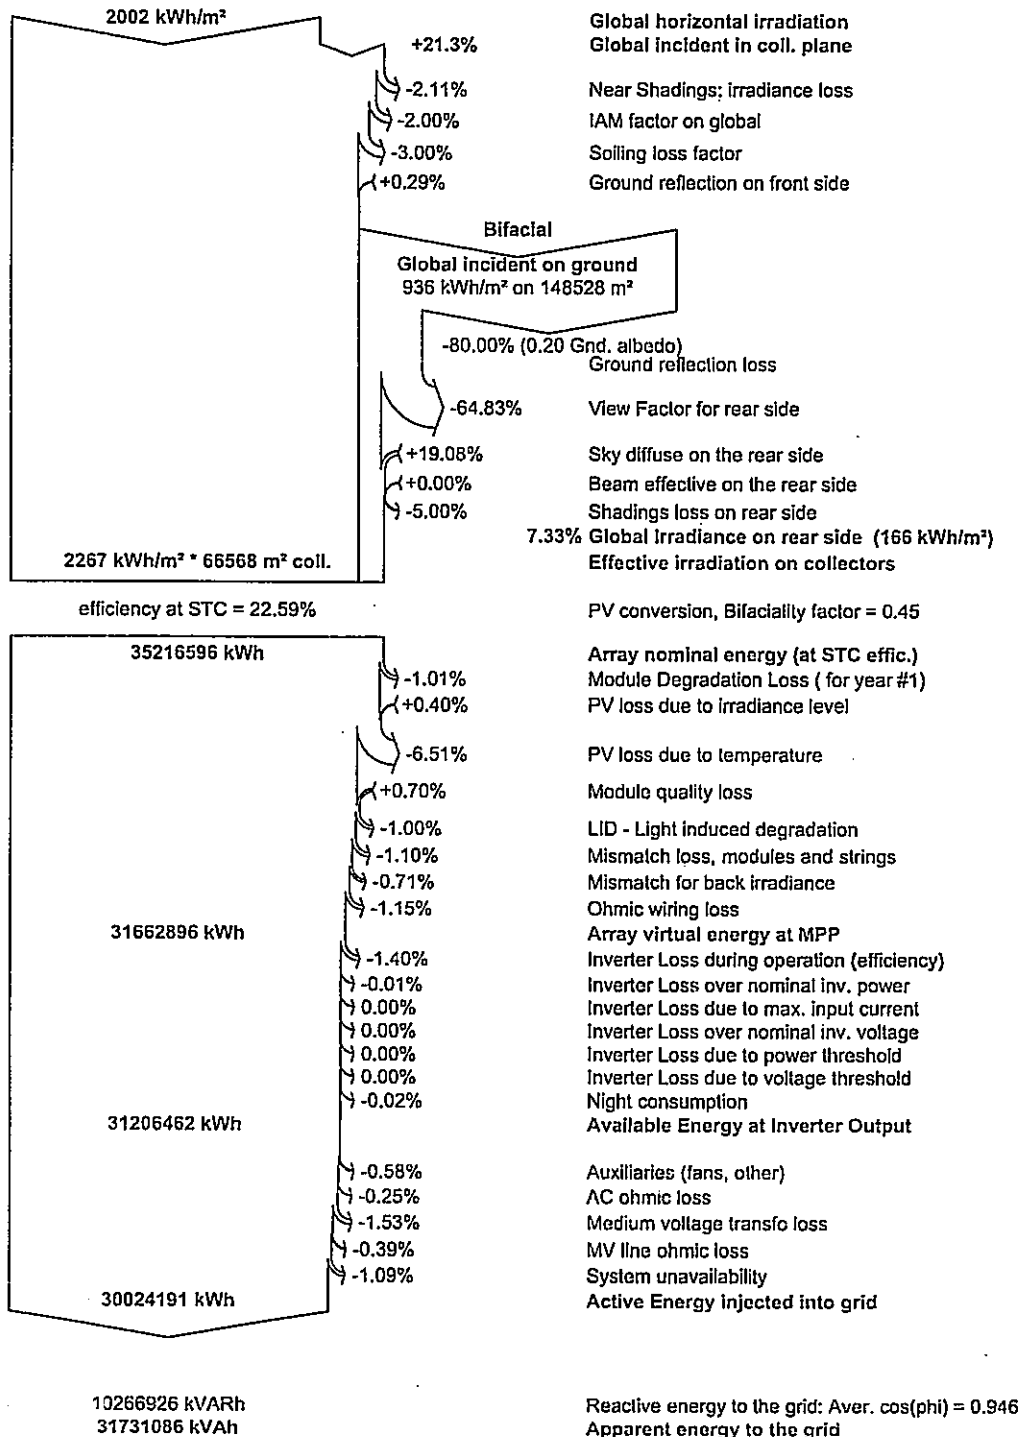 2002 kWh/m² Global horizontal irradiation
+21.3% Global incident in coll. plane
-2.11% Near Shadings: irradiance loss
-2.00% IAM factor on global
-3.00% Soiling loss factor
+0.29% Ground reflection on front side
Bifacial
Global incident on ground
936 kWh/m² on 148528 m²
-80.00% (0.20 Gnd. albedo)
Ground reflection loss
-64.83% View Factor for rear side
+19.08% Sky diffuse on the rear side
+0.00% Beam effective on the rear side
-5.00% Shadings loss on rear side
7.33% Global Irradiance on rear side (166 kWh/m²)
2267 kWh/m² * 66568 m² coll. Effective irradiation on collectors
efficiency at STC = 22.59% PV conversion, Bifaciality factor = 0.45
35216596 kWh Array nominal energy (at STC effic.)
-1.01% Module Degradation Loss ( for year #1)
+0.40% PV loss due to irradiance level
-6.51% PV loss due to temperature
+0.70% Module quality loss
-1.00% LID - Light induced degradation
-1.10% Mismatch loss, modules and strings
-0.71% Mismatch for back irradiance
-1.15% Ohmic wiring loss
31662896 kWh Array virtual energy at MPP
-1.40% Inverter Loss during operation (efficiency)
-0.01% Inverter Loss over nominal inv. power
0.00% Inverter Loss due to max. input current
0.00% Inverter Loss over nominal inv. voltage
0.00% Inverter Loss due to power threshold
0.00% Inverter Loss due to voltage threshold
-0.02% Night consumption
31206462 kWh Available Energy at Inverter Output
-0.58% Auxiliaries (fans, other)
-0.25% AC ohmic loss
-1.53% Medium voltage transfo loss
-0.39% MV line ohmic loss
-1.09% System unavailability
30024191 kWh Active Energy injected into grid
10266926 kVARh Reactive energy to the grid: Aver. cos(phi) = 0.946
31731086 kVAh Apparent energy to the grid